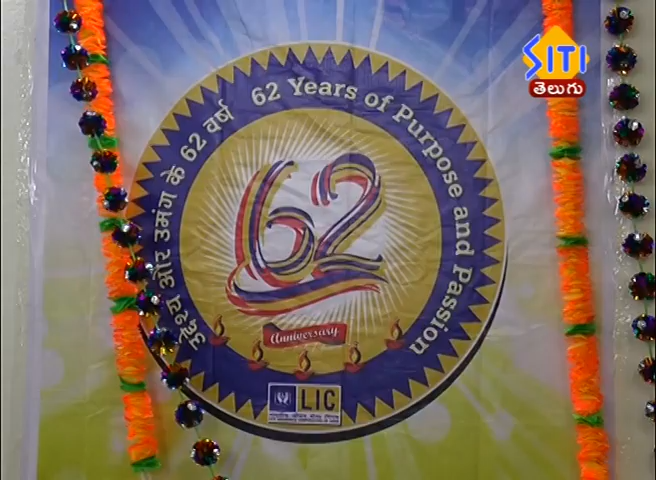 SITI
తెలుగు
उद्देश्य और उमंग के 62 वर्ष
62 Years of Purpose and Passion
62
Anniversary
LIC